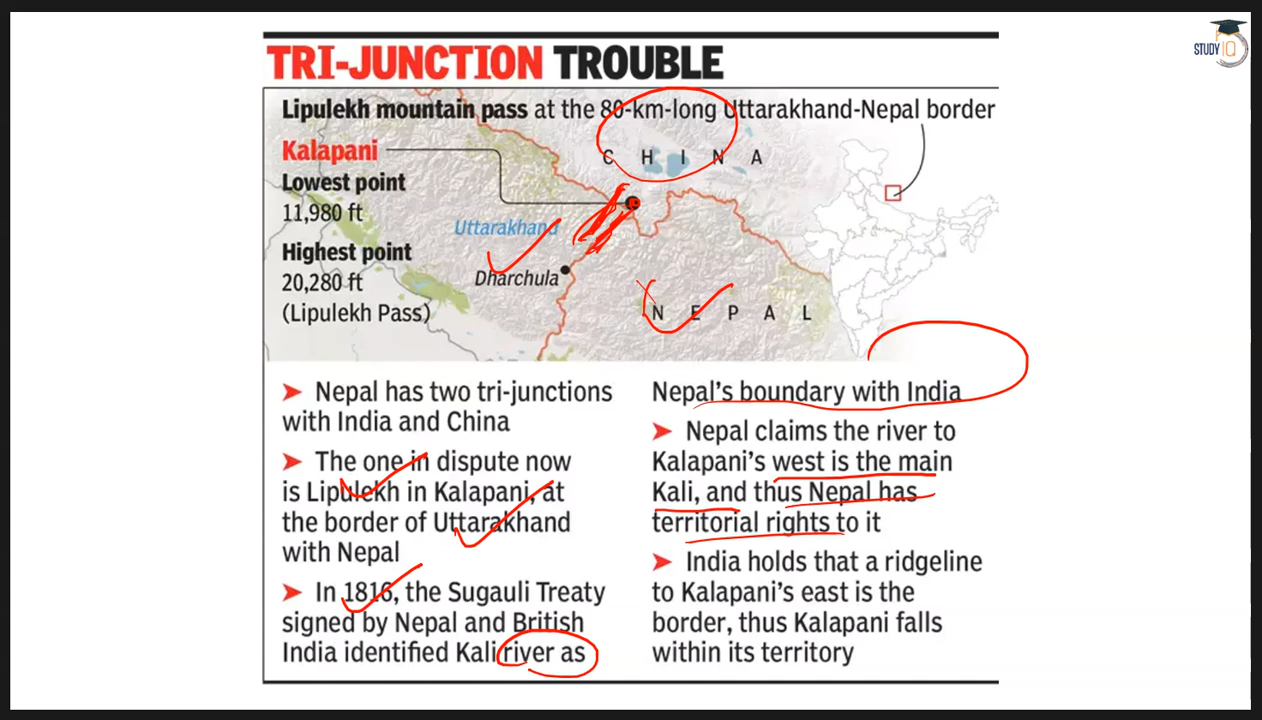 STUDY IQ
TRI-JUNCTION TROUBLE
Lipulekh mountain pass at the 80-km-long Uttarakhand-Nepal border
Kalapani
Lowest point
11,980 ft
Highest point
20,280 ft
(Lipulekh Pass)
CHINA
Uttarakhand
Dharchula
NEPAL
➤ Nepal has two tri-junctions
with India and China
➤ The one in dispute now
is Lipulekh in Kalapani, at
the border of Uttarakhand
with Nepal
➤ In 1816, the Sugauli Treaty
signed by Nepal and British
India identified Kali river as
Nepal's boundary with India
➤ Nepal claims the river to
Kalapani's west is the main
Kali, and thus Nepal has
territorial rights to it
➤ India holds that a ridgeline
to Kalapani's east is the
border, thus Kalapani falls
within its territory